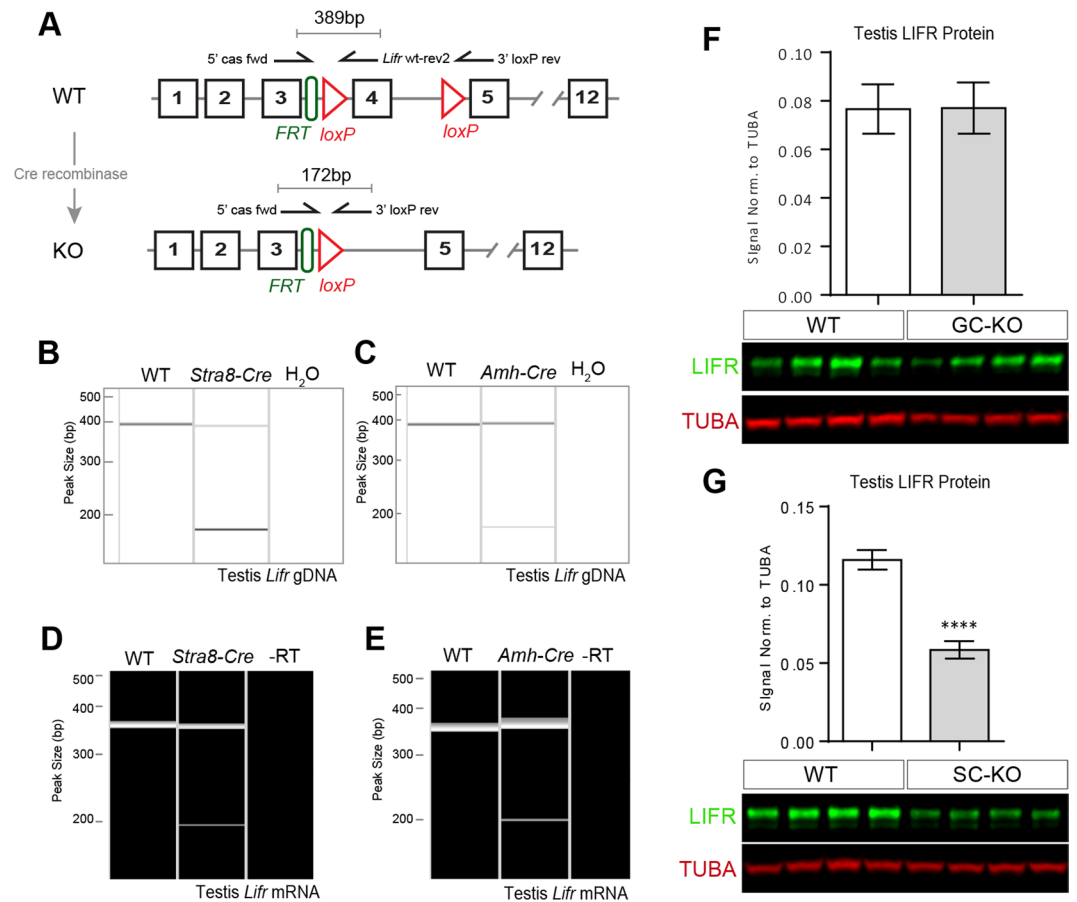 A
389bp
5' cas fwd
Lifr wt-rev2
3' loxP rev
WT
1 2 3 4 5 12
FRT loxP loxP
Cre recombinase
172bp
5' cas fwd
3' loxP rev
KO
1 2 3 5 12
FRT loxP
B
WT Stra8-Cre H2O
Peak Size (bp)
500
400
300
200
Testis Lifr gDNA
C
WT Amh-Cre H2O
Peak Size (bp)
500
400
300
200
Testis Lifr gDNA
D
WT Stra8-Cre -RT
Peak Size (bp)
500
400
300
200
Testis Lifr mRNA
E
WT Amh-Cre -RT
Peak Size (bp)
500
400
300
200
Testis Lifr mRNA
F
Testis LIFR Protein
SIgnal Norm. to TUBA
0.10
0.08
0.06
0.04
0.02
0.00
WT GC-KO
LIFR
TUBA
G
Testis LIFR Protein
SIgnal Norm. to TUBA
0.15
0.10
0.05
0.00
****
WT SC-KO
LIFR
TUBA